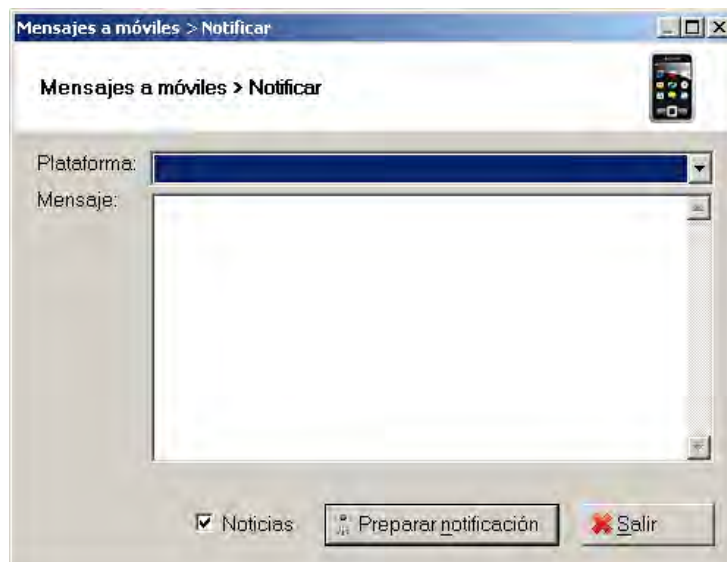 Mensajes a móviles > Notificar
Mensajes a móviles > Notificar
Plataforma:
Mensaje:
Noticias
Preparar notificación
Salir